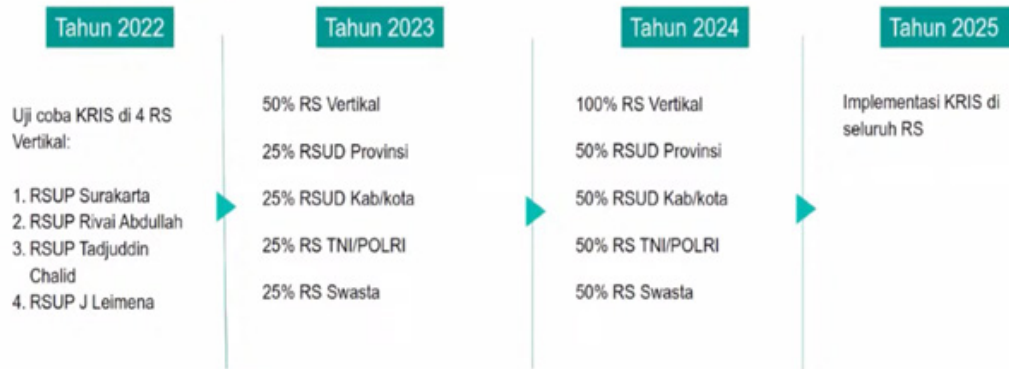 Tahun 2022
Uji coba KRIS di 4 RS
Vertikal:
1. RSUP Surakarta
2. RSUP Rivai Abdullah
3. RSUP Tadjuddin
Chalid
4. RSUP J Leimena
Tahun 2023
50% RS Vertikal
25% RSUD Provinsi
25% RSUD Kab/kota
25% RS TNI/POLRI
25% RS Swasta
Tahun 2024
100% RS Vertikal
50% RSUD Provinsi
50% RSUD Kab/kota
50% RS TNI/POLRI
50% RS Swasta
Tahun 2025
Implementasi KRIS di
seluruh RS